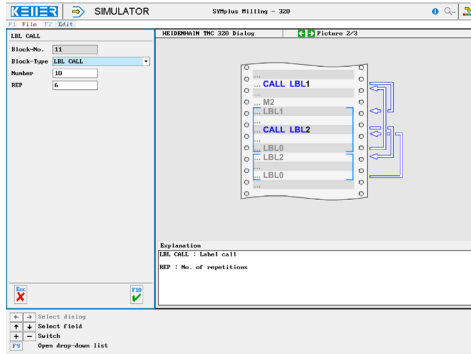 KELLER SIMULATOR SYMplus Milling - 320
F1 File F2 Edit
LBL CALL
HEIDENHAIN TNC 320 Dialog Picture 2/3
Block-No. 11
Block-Type LBL CALL
Number 10
REP 6
...
... CALL LBL1
...
... M2
... LBL1
...
... CALL LBL2
...
... LBL0
... LBL2
...
... LBL0
...
Explanation
LBL CALL : Label call
REP : No. of repetitions
Esc
F10
← → Select dialog
↑ ↓ Select field
+ − Switch
F9 Open drop-down list